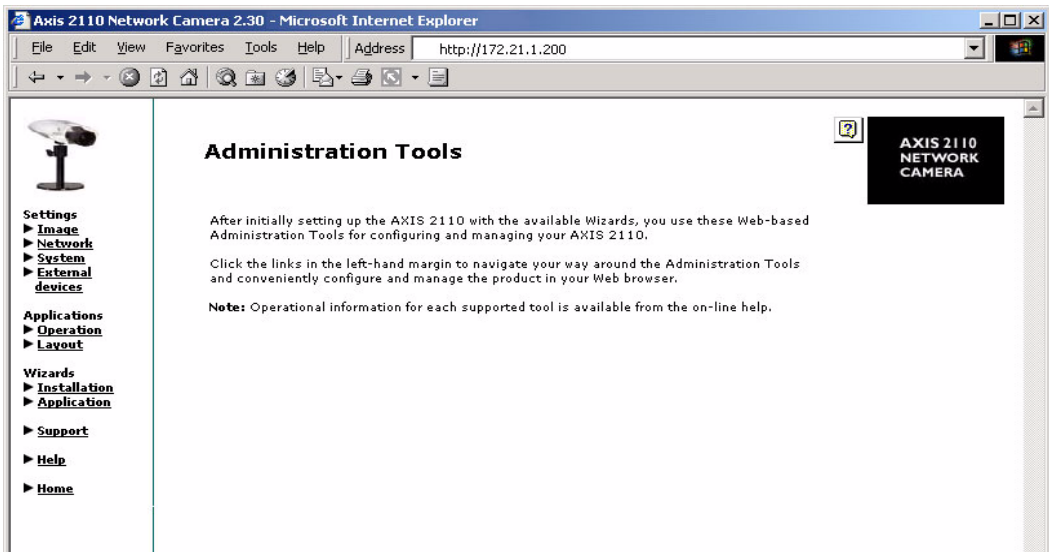 Axis 2110 Network Camera 2.30 - Microsoft Internet Explorer
File Edit View Favorites Tools Help Address http://172.21.1.200
Settings
Image
Network
System
External
devices
Applications
Operation
Layout
Wizards
Installation
Application
Support
Help
Home
Administration Tools
AXIS 2110
NETWORK
CAMERA
After initially setting up the AXIS 2110 with the available Wizards, you use these Web-based
Administration Tools for configuring and managing your AXIS 2110.
Click the links in the left-hand margin to navigate your way around the Administration Tools
and conveniently configure and manage the product in your Web browser.
Note: Operational information for each supported tool is available from the on-line help.